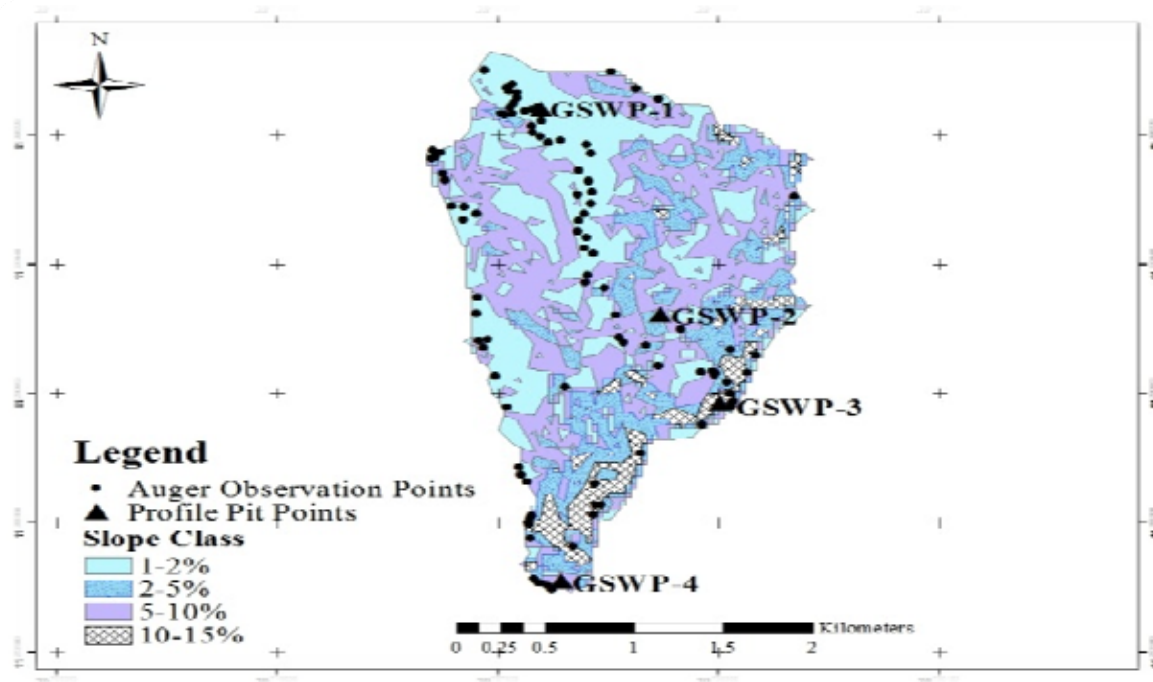 N
GSWP-1
GSWP-2
GSWP-3
GSWP-4
Legend
Auger Observation Points
Profile Pit Points
Slope Class
1-2%
2-5%
5-10%
10-15%
Kilometers
0 0.25 0.5 1 1.5 2